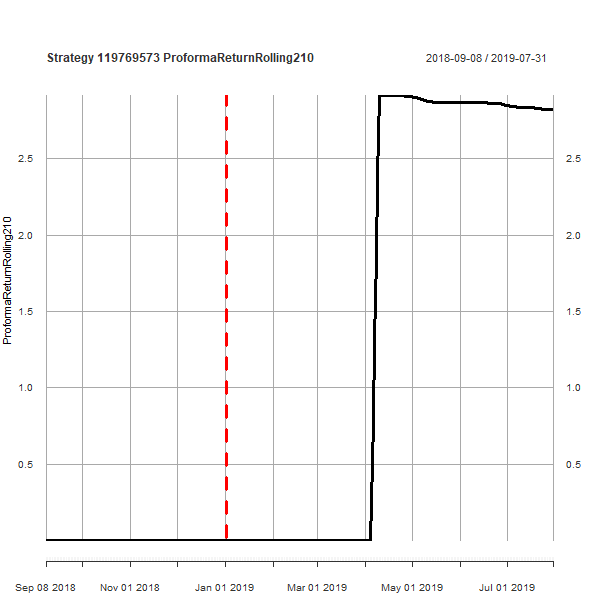 Strategy 119769573 ProformaReturnRolling210
2018-09-08 / 2019-07-31
ProformaReturnRolling210
2.5
2.5
2.0
2.0
1.5
1.5
1.0
1.0
0.5
0.5
Sep 08 2018
Nov 01 2018
Jan 01 2019
Mar 01 2019
May 01 2019
Jul 01 2019